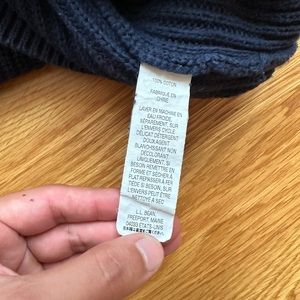 100% COTON
FABRIQUÉ EN
CHINE
LAVER EN MACHINE EN
EAU FROIDE,
SÉPARÉMENT, SUR
L'ENVERS CYCLE
DÉLICAT DÉTERGENT
DOUX AGENT
BLANCHISSANT NON
DÉCOLORANT,
UNIQUEMENT, SI
BESOIN REMETTRE EN
FORME ET SÉCHER À
PLAT REPASSER À FER
TIÈDE SI BESOIN, SUR
L'ENVERS PEUT ÊTRE
NETTOYÉ À SEC
L.L. BEAN,
FREEPORT, MAINE
04033 ETATS-UNIS